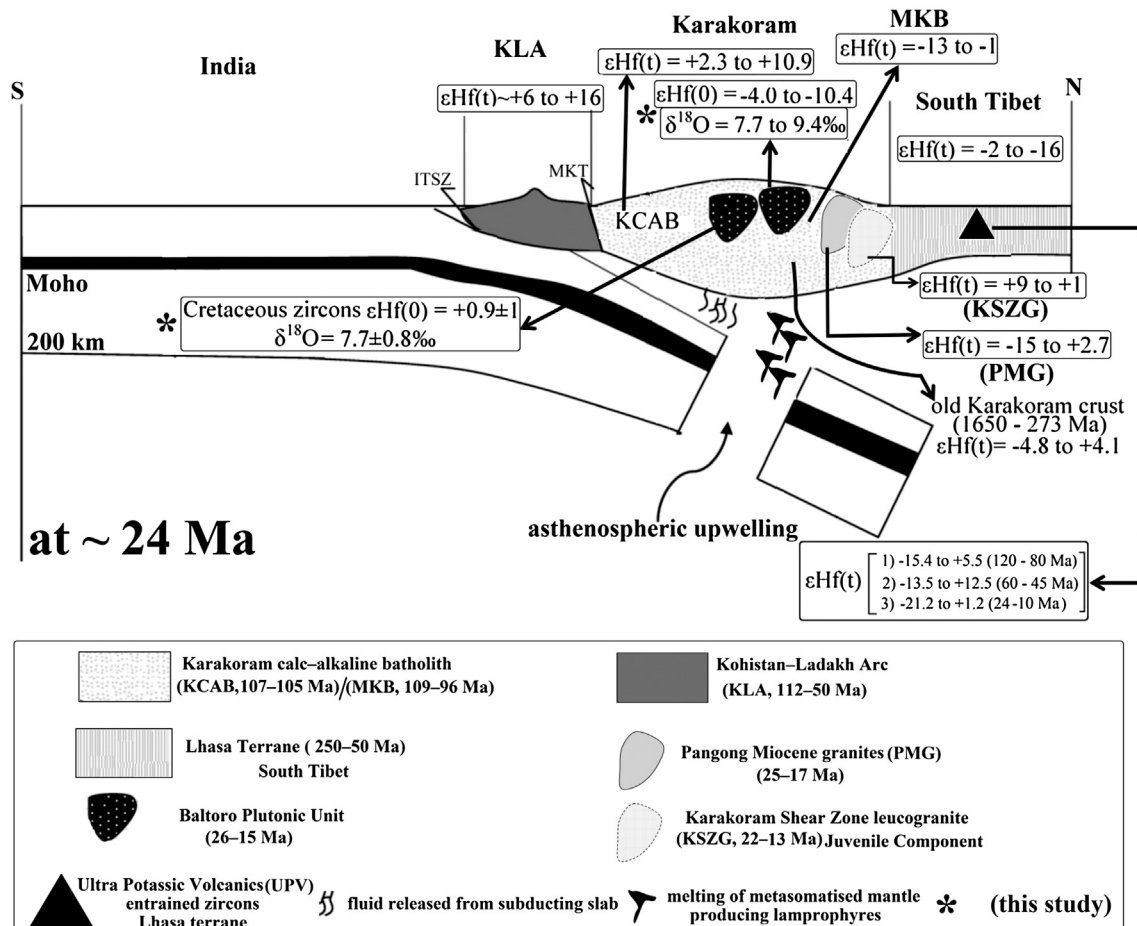 Karakoram
MKB
India
KLA
εHf(t) = +2.3 to +10.9
εHf(t) = -13 to -1
S
N
εHf(t)~+6 to +16
εHf(0) = -4.0 to -10.4
* δ¹⁸O = 7.7 to 9.4‰
South Tibet
εHf(t) = -2 to -16
ITSZ
MKT
KCAB
Moho
εHf(t) = +9 to +1
(KSZG)
* Cretaceous zircons εHf(0) = +0.9±1
δ¹⁸O = 7.7±0.8‰
200 km
εHf(t) = -15 to +2.7
(PMG)
old Karakoram crust
(1650 - 273 Ma)
εHf(t)= -4.8 to +4.1
asthenospheric upwelling
at ~ 24 Ma
εHf(t)
1) -15.4 to +5.5 (120 - 80 Ma)
2) -13.5 to +12.5 (60 - 45 Ma)
3) -21.2 to +1.2 (24-10 Ma)
Karakoram calc–alkaline batholith
(KCAB,107–105 Ma)/(MKB, 109–96 Ma)
Kohistan–Ladakh Arc
(KLA, 112–50 Ma)
Lhasa Terrane ( 250–50 Ma)
South Tibet
Pangong Miocene granites (PMG)
(25–17 Ma)
Baltoro Plutonic Unit
(26–15 Ma)
Karakoram Shear Zone leucogranite
(KSZG, 22–13 Ma) Juvenile Component
Ultra Potassic Volcanics(UPV)
entrained zircons
Lhasa terrane
fluid released from subducting slab
melting of metasomatised mantle
producing lamprophyres
* (this study)